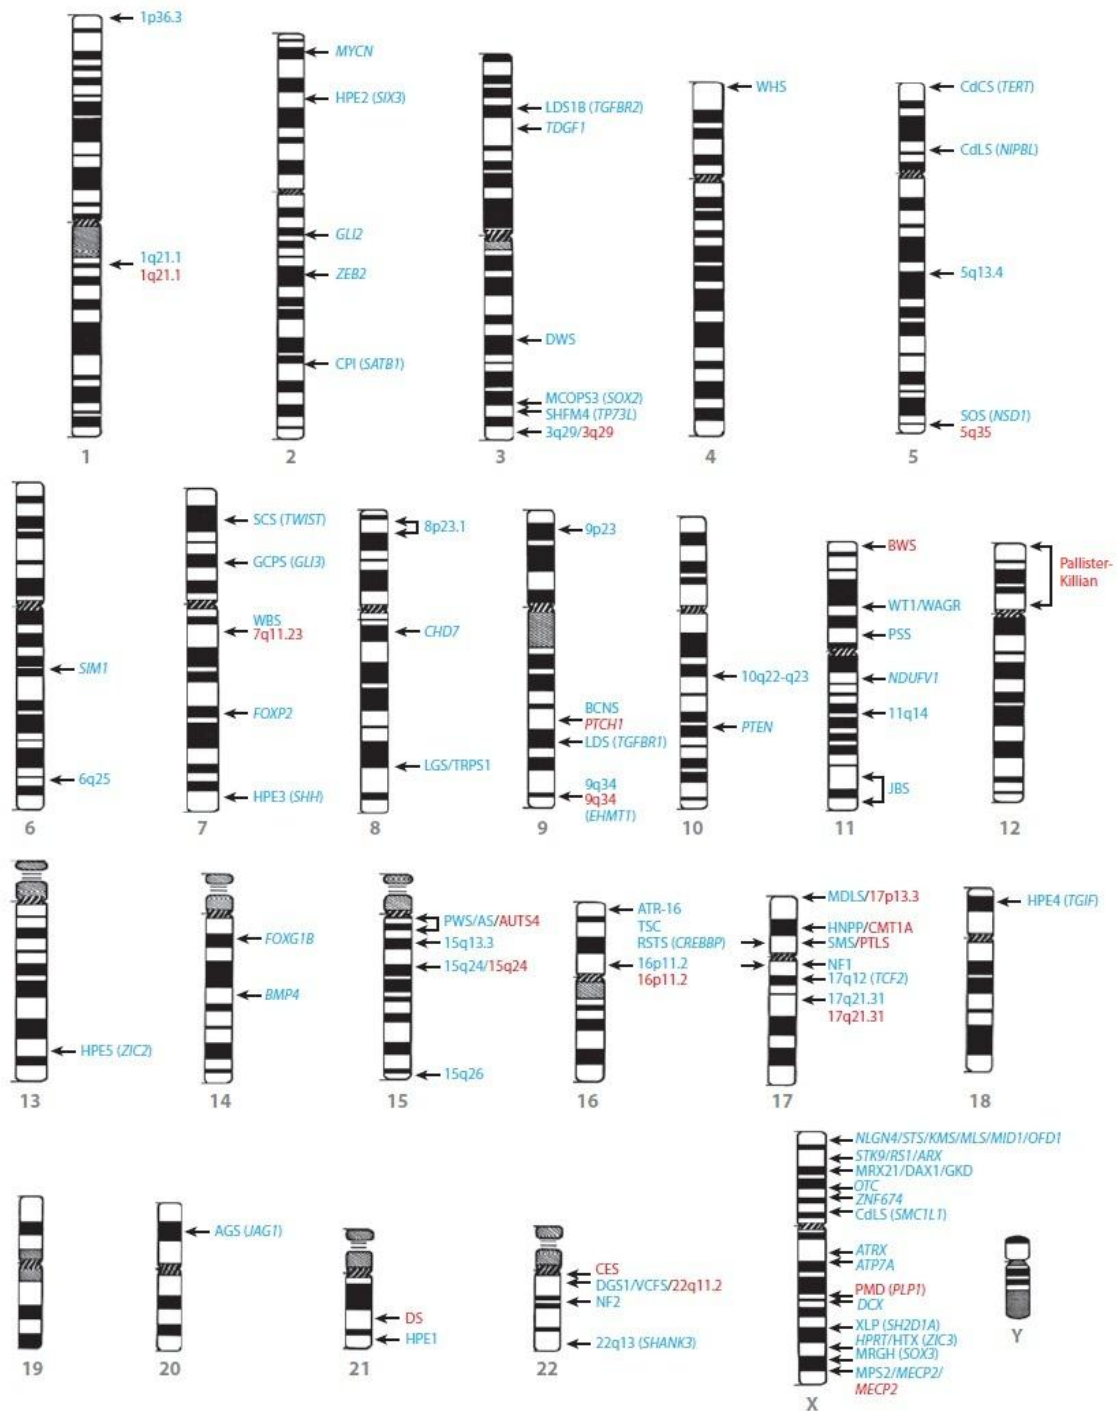 1p36.3
1q21.1
1q21.1
1
MYCN
HPE2 (SIX3)
GLI2
ZEB2
CPI (SATB1)
2
LDS1B (TGFBR2)
TDGF1
DWS
MCOPS3 (SOX2)
SHFM4 (TP73L)
3q29/3q29
3
WHS
4
CdCS (TERT)
CdLS (NIPBL)
5q13.4
SOS (NSD1)
5q35
5
SIM1
6q25
6
SCS (TWIST)
GCPS (GLI3)
WBS
7q11.23
FOXP2
HPE3 (SHH)
7
8p23.1
CHD7
LGS/TRPS1
8
9p23
BCNS
PTCH1
LDS (TGFBR1)
9q34
9q34
(EHMT1)
9
10q22-q23
PTEN
10
BWS
WT1/WAGR
PSS
NDUFV1
11q14
JBS
11
Pallister-
Killian
12
HPE5 (ZIC2)
13
FOXG1B
BMP4
14
PWS/AS/AUTS4
15q13.3
15q24/15q24
15q26
15
ATR-16
TSC
RSTS (CREBBP)
16p11.2
16p11.2
16
MDLS/17p13.3
HNPP/CMT1A
SMS/PTLS
NF1
17q12 (TCF2)
17q21.31
17q21.31
17
HPE4 (TGIF)
18
19
AGS (JAG1)
20
DS
HPE1
21
CES
DGS1/VCFS/22q11.2
NF2
22q13 (SHANK3)
22
NLGN4/STS/KMS/MLS/MID1/OFD1
STK9/RS1/ARX
MRX21/DAX1/GKD
OTC
ZNF674
CdLS (SMC1L1)
ATRX
ATP7A
PMD (PLP1)
DCX
XLP (SH2D1A)
HPRT/HTX (ZIC3)
MRGH (SOX3)
MPS2/MECP2/
MECP2
X
Y